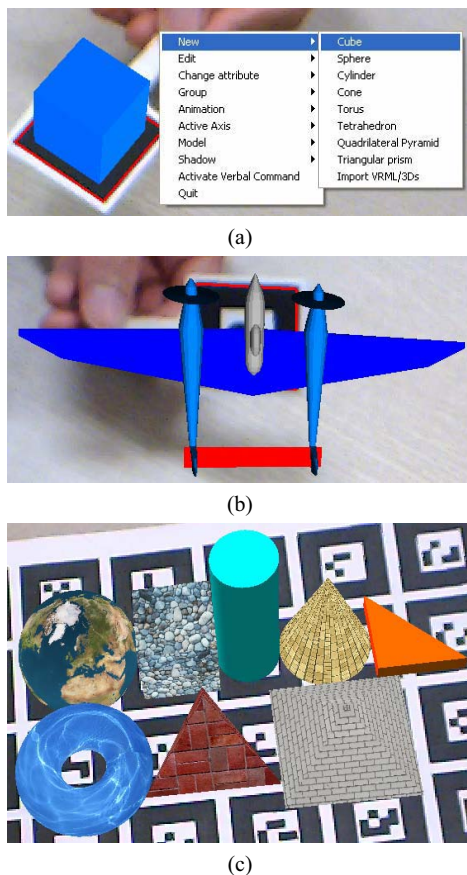 New
Edit
Change attribute
Group
Animation
Active Axis
Model
Shadow
Activate Verbal Command
Quit
Cube
Sphere
Cylinder
Cone
Torus
Tetrahedron
Quadrilateral Pyramid
Triangular prism
Import VRML/3Ds
(a)
(b)
(c)